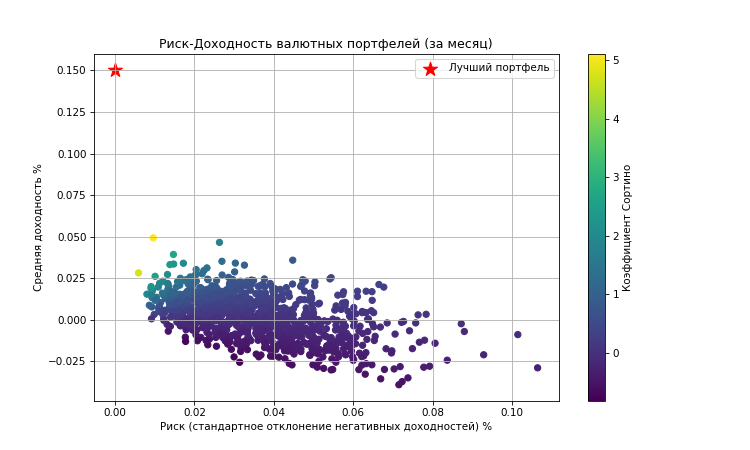 Риск-Доходность валютных портфелей (за месяц)
Лучший портфель
Средняя доходность %
0.150
0.125
0.100
0.075
0.050
0.025
0.000
−0.025
0.00 0.02 0.04 0.06 0.08 0.10
Риск (стандартное отклонение негативных доходностей) %
5
4
3
2
1
0
Коэффициент Сортино